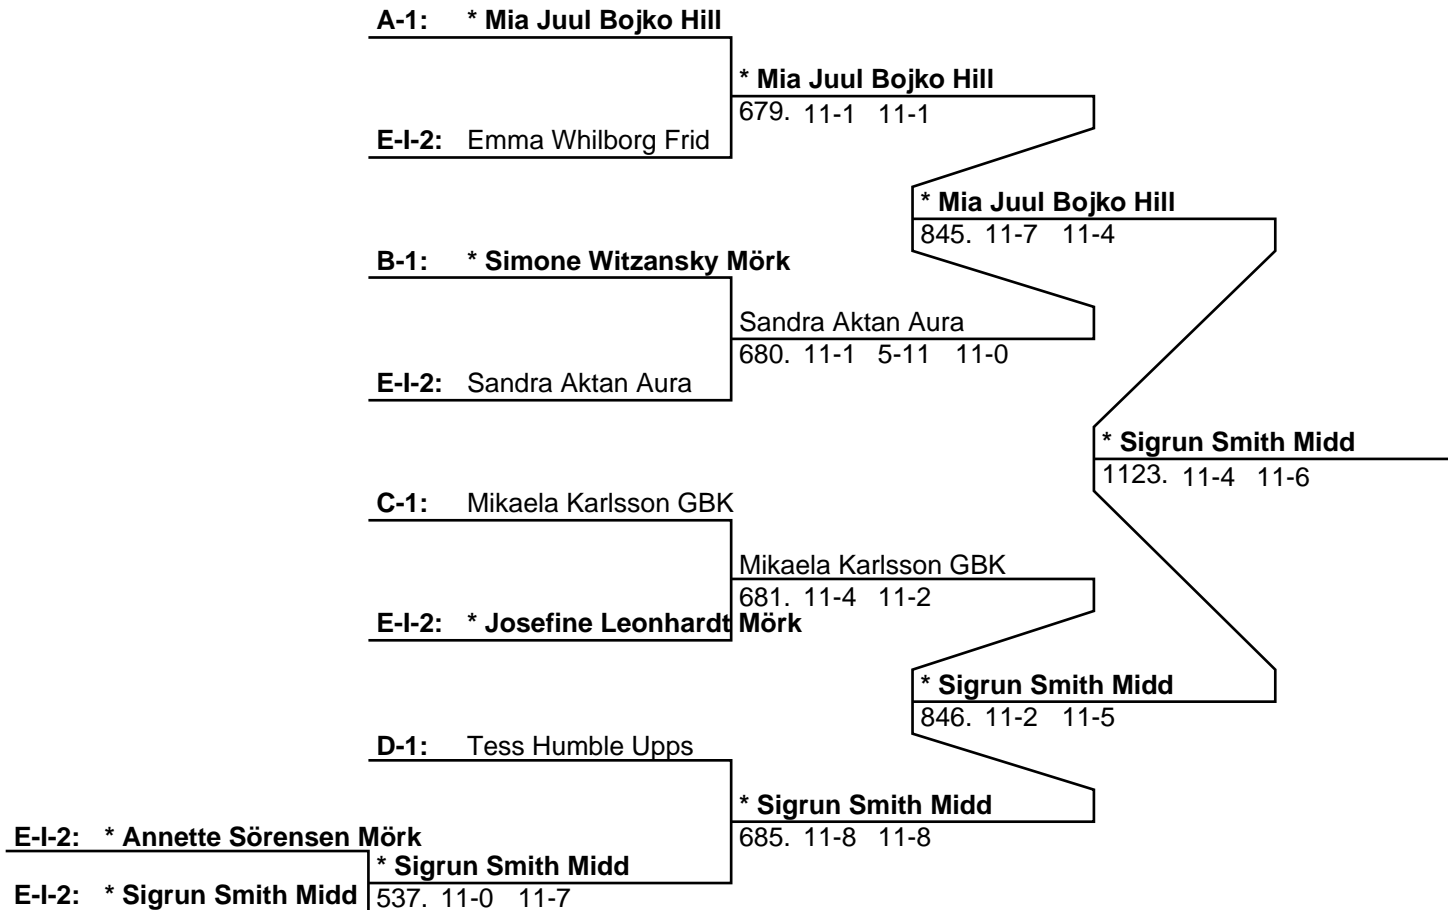 A-1: * Mia Juul Bojko Hill
* Mia Juul Bojko Hill
679. 11-1 11-1
E-I-2: Emma Whilborg Frid
* Mia Juul Bojko Hill
845. 11-7 11-4
B-1: * Simone Witzansky Mörk
Sandra Aktan Aura
680. 11-1 5-11 11-0
E-I-2: Sandra Aktan Aura
* Sigrun Smith Midd
1123. 11-4 11-6
C-1: Mikaela Karlsson GBK
Mikaela Karlsson GBK
681. 11-4 11-2
E-I-2: * Josefine Leonhardt Mörk
* Sigrun Smith Midd
846. 11-2 11-5
D-1: Tess Humble Upps
* Sigrun Smith Midd
685. 11-8 11-8
E-I-2: * Annette Sörensen Mörk
* Sigrun Smith Midd
537. 11-0 11-7
E-I-2: * Sigrun Smith Midd